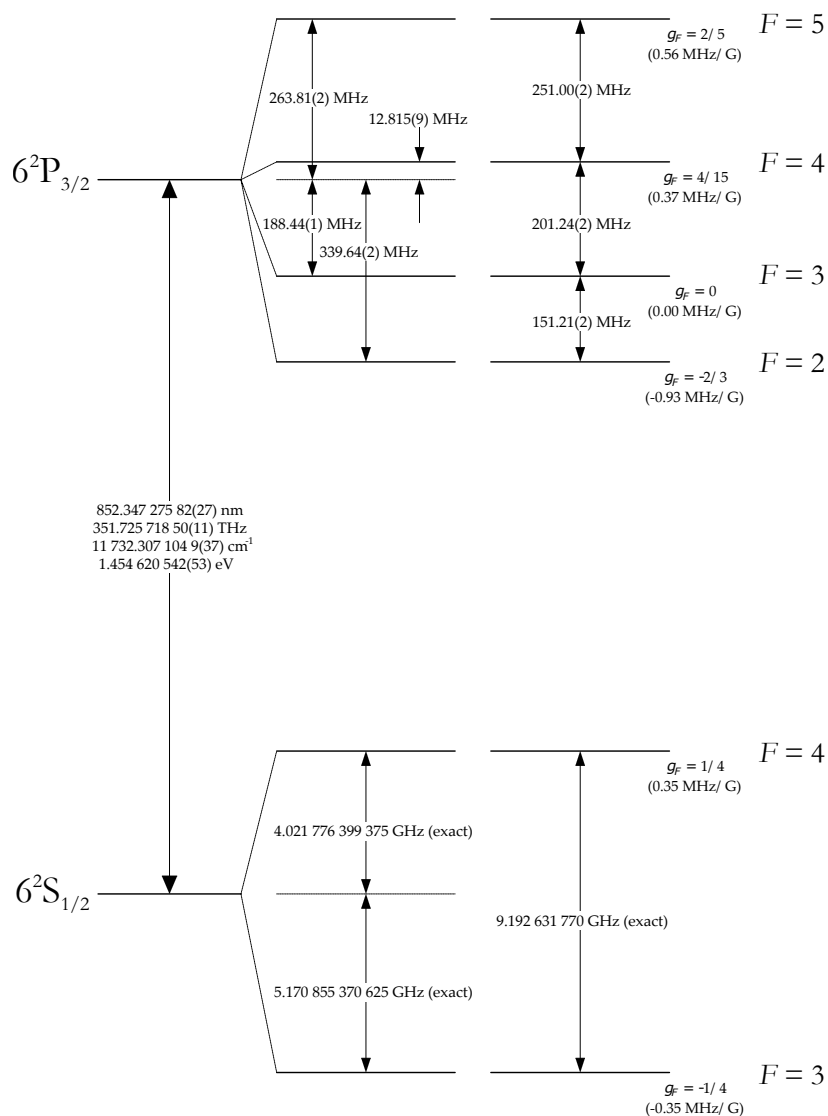 F = 5
g_F = 2/5
(0.56 MHz/G)
263.81(2) MHz
251.00(2) MHz
12.815(9) MHz
6²P₃/₂
F = 4
g_F = 4/15
(0.37 MHz/G)
188.44(1) MHz
201.24(2) MHz
339.64(2) MHz
F = 3
g_F = 0
(0.00 MHz/G)
151.21(2) MHz
F = 2
g_F = -2/3
(-0.93 MHz/G)
852.347 275 82(27) nm
351.725 718 50(11) THz
11 732.307 104 9(37) cm⁻¹
1.454 620 542(53) eV
F = 4
g_F = 1/4
(0.35 MHz/G)
4.021 776 399 375 GHz (exact)
6²S₁/₂
9.192 631 770 GHz (exact)
5.170 855 370 625 GHz (exact)
F = 3
g_F = -1/4
(-0.35 MHz/G)